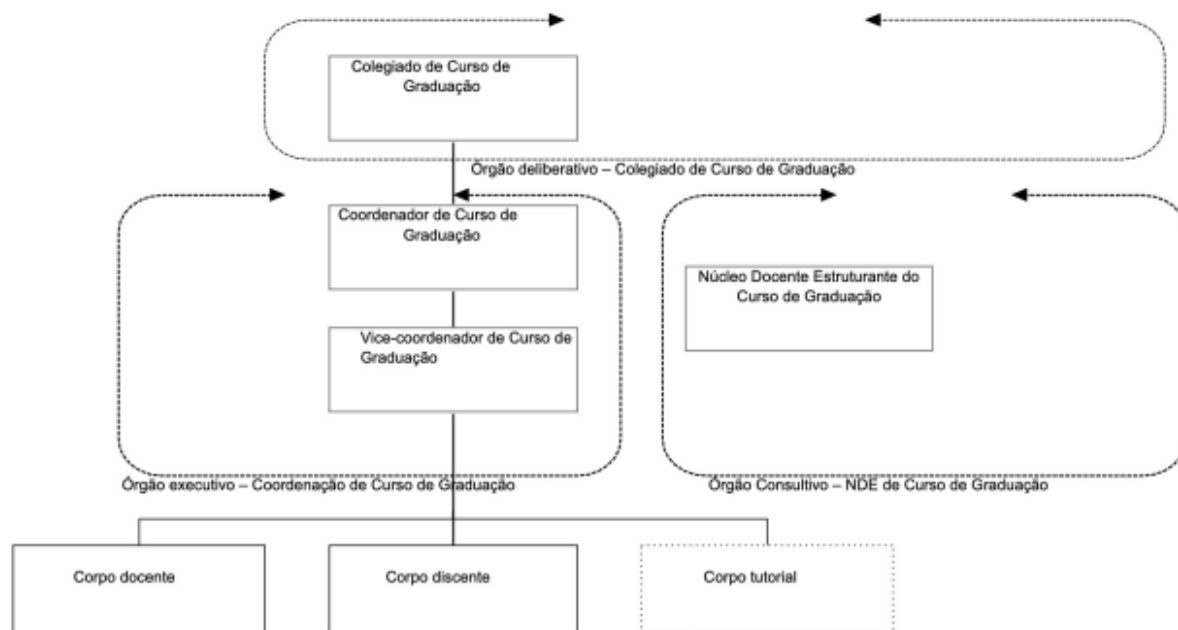 Colegiado de Curso de
Graduação
Órgão deliberativo – Colegiado de Curso de Graduação
Coordenador de Curso de
Graduação
Vice-coordenador de Curso de
Graduação
Órgão executivo – Coordenação de Curso de Graduação
Núcleo Docente Estruturante do
Curso de Graduação
Órgão Consultivo – NDE de Curso de Graduação
Corpo docente
Corpo discente
Corpo tutorial